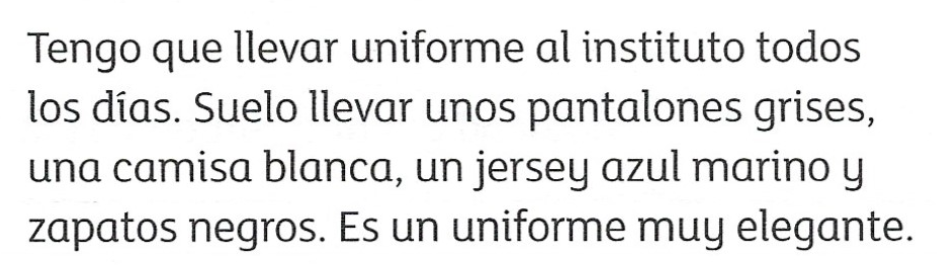 Tengo que llevar uniforme al instituto todos
los días. Suelo llevar unos pantalones grises,
una camisa blanca, un jersey azul marino y
zapatos negros. Es un uniforme muy elegante.